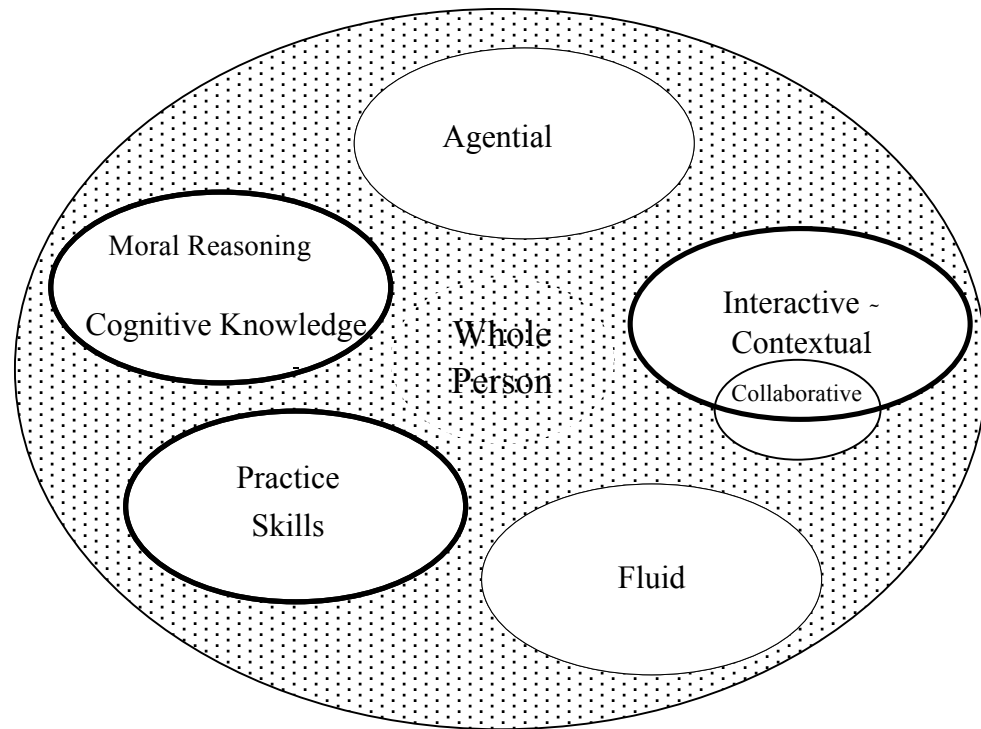 Agential
Moral Reasoning
Cognitive Knowledge
Interactive ~
Contextual
Collaborative
Whole
Person
Practice
Skills
Fluid